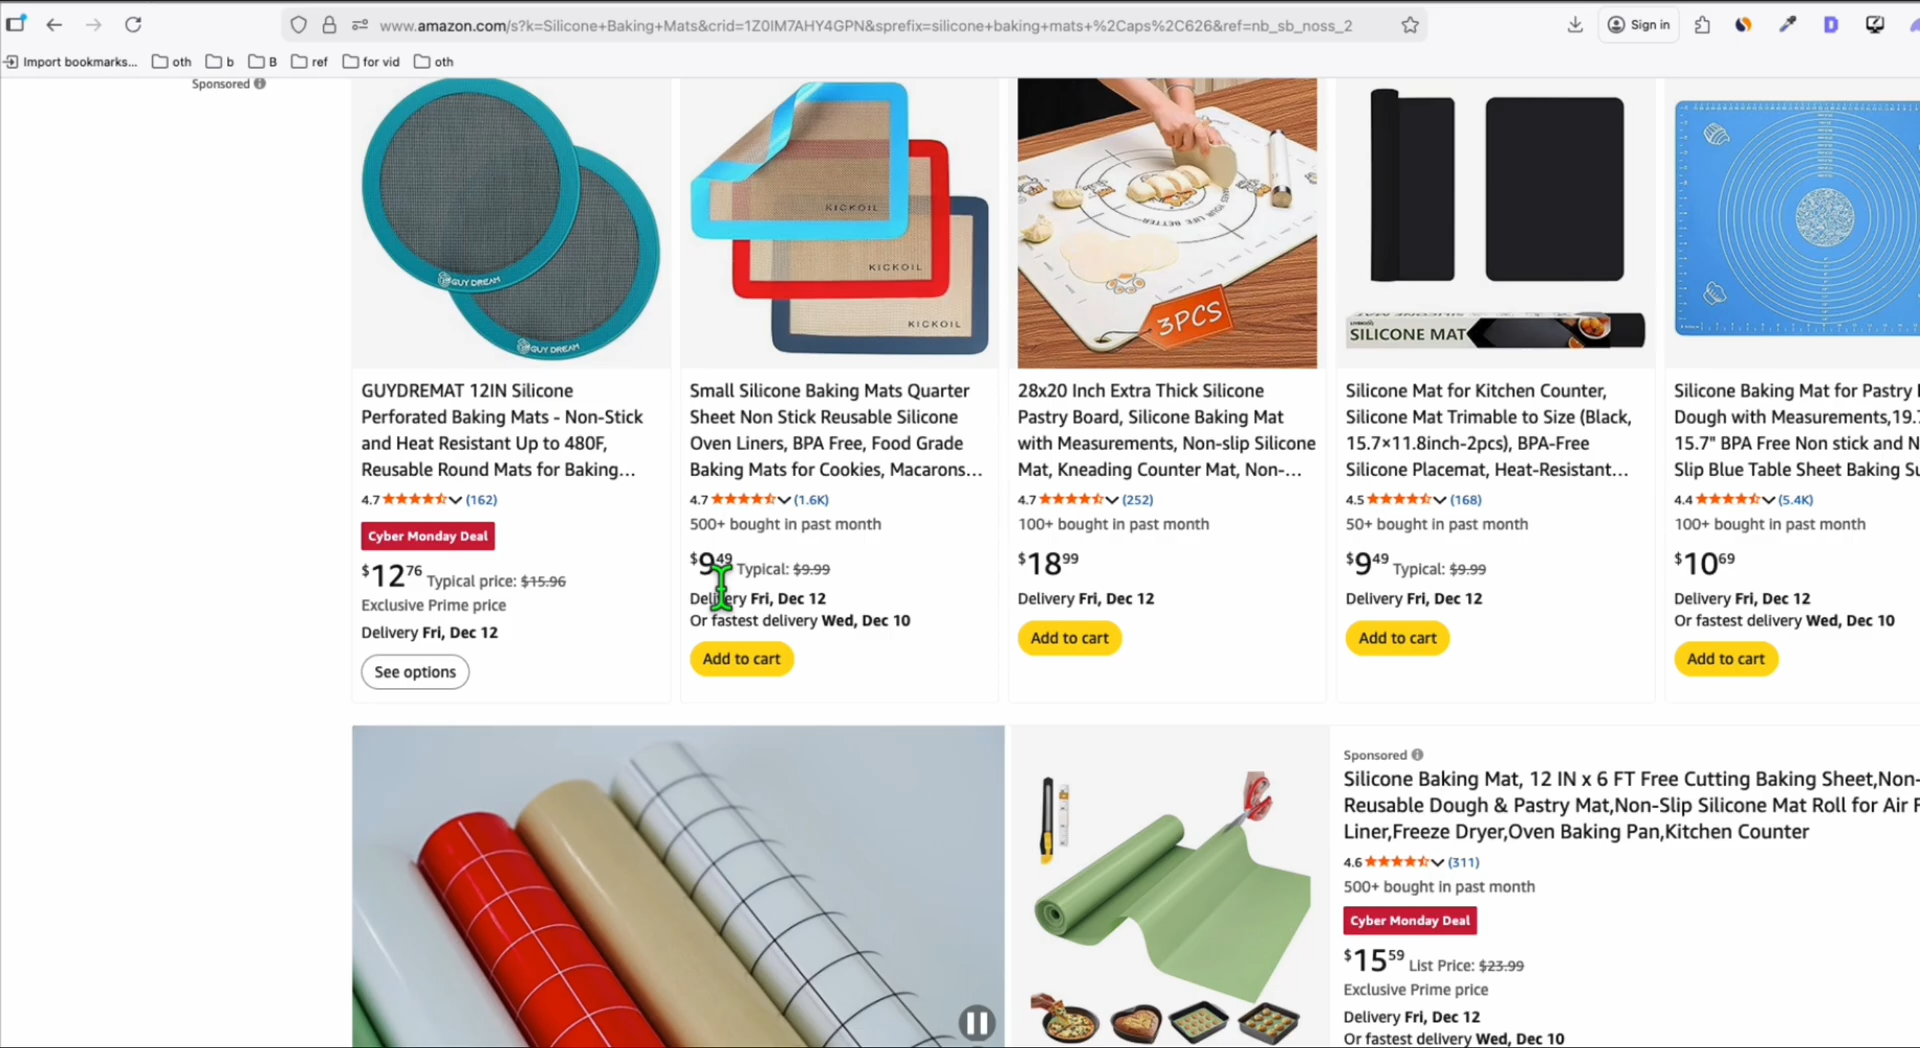 www.amazon.com/s?k=Silicone+Baking+Mats&crid=1Z0IM7AHY4GPN&sprefix=silicone+baking+mats+%2Caps%2C626&ref=nb_sb_noss_2
Sign in
Import bookmarks...
oth
b
B
ref
for vid
oth
Sponsored
GUY DREAM
GUY DREAM
KICKOIL
KICKOIL
KICKOIL
3PCS
SILICONE MAT
GUYDREMAT 12IN Silicone
Perforated Baking Mats - Non-Stick
and Heat Resistant Up to 480F,
Reusable Round Mats for Baking...
4.7 (162)
Cyber Monday Deal
$12 76 Typical price: $15.96
Exclusive Prime price
Delivery Fri, Dec 12
See options
Small Silicone Baking Mats Quarter
Sheet Non Stick Reusable Silicone
Oven Liners, BPA Free, Food Grade
Baking Mats for Cookies, Macarons...
4.7 (1.6K)
500+ bought in past month
$9 49 Typical: $9.99
Delivery Fri, Dec 12
Or fastest delivery Wed, Dec 10
Add to cart
28x20 Inch Extra Thick Silicone
Pastry Board, Silicone Baking Mat
with Measurements, Non-slip Silicone
Mat, Kneading Counter Mat, Non-...
4.7 (252)
100+ bought in past month
$18 99
Delivery Fri, Dec 12
Add to cart
Silicone Mat for Kitchen Counter,
Silicone Mat Trimable to Size (Black,
15.7×11.8inch-2pcs), BPA-Free
Silicone Placemat, Heat-Resistant...
4.5 (168)
50+ bought in past month
$9 49 Typical: $9.99
Delivery Fri, Dec 12
Add to cart
Silicone Baking Mat for Pastry
Dough with Measurements,19.7
15.7" BPA Free Non stick and N
Slip Blue Table Sheet Baking Su
4.4 (5.4K)
100+ bought in past month
$10 69
Delivery Fri, Dec 12
Or fastest delivery Wed, Dec 10
Add to cart
Sponsored
Silicone Baking Mat, 12 IN x 6 FT Free Cutting Baking Sheet,Non-
Reusable Dough & Pastry Mat,Non-Slip Silicone Mat Roll for Air F
Liner,Freeze Dryer,Oven Baking Pan,Kitchen Counter
4.6 (311)
500+ bought in past month
Cyber Monday Deal
$15 59 List Price: $23.99
Exclusive Prime price
Delivery Fri, Dec 12
Or fastest delivery Wed, Dec 10